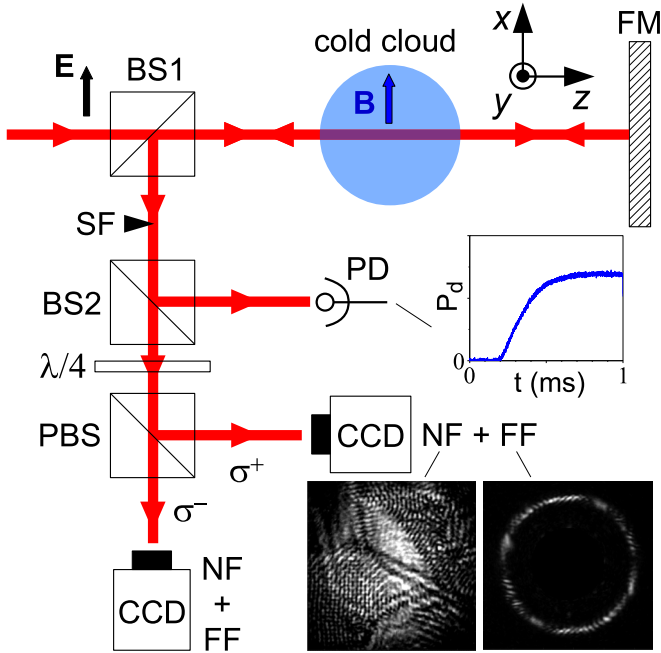 cold cloud
x
FM
E
BS1
B
y
z
SF
BS2
PD
P_d
0
0
1
t (ms)
λ/4
PBS
CCD
NF + FF
σ⁺
σ⁻
CCD
NF
+
FF